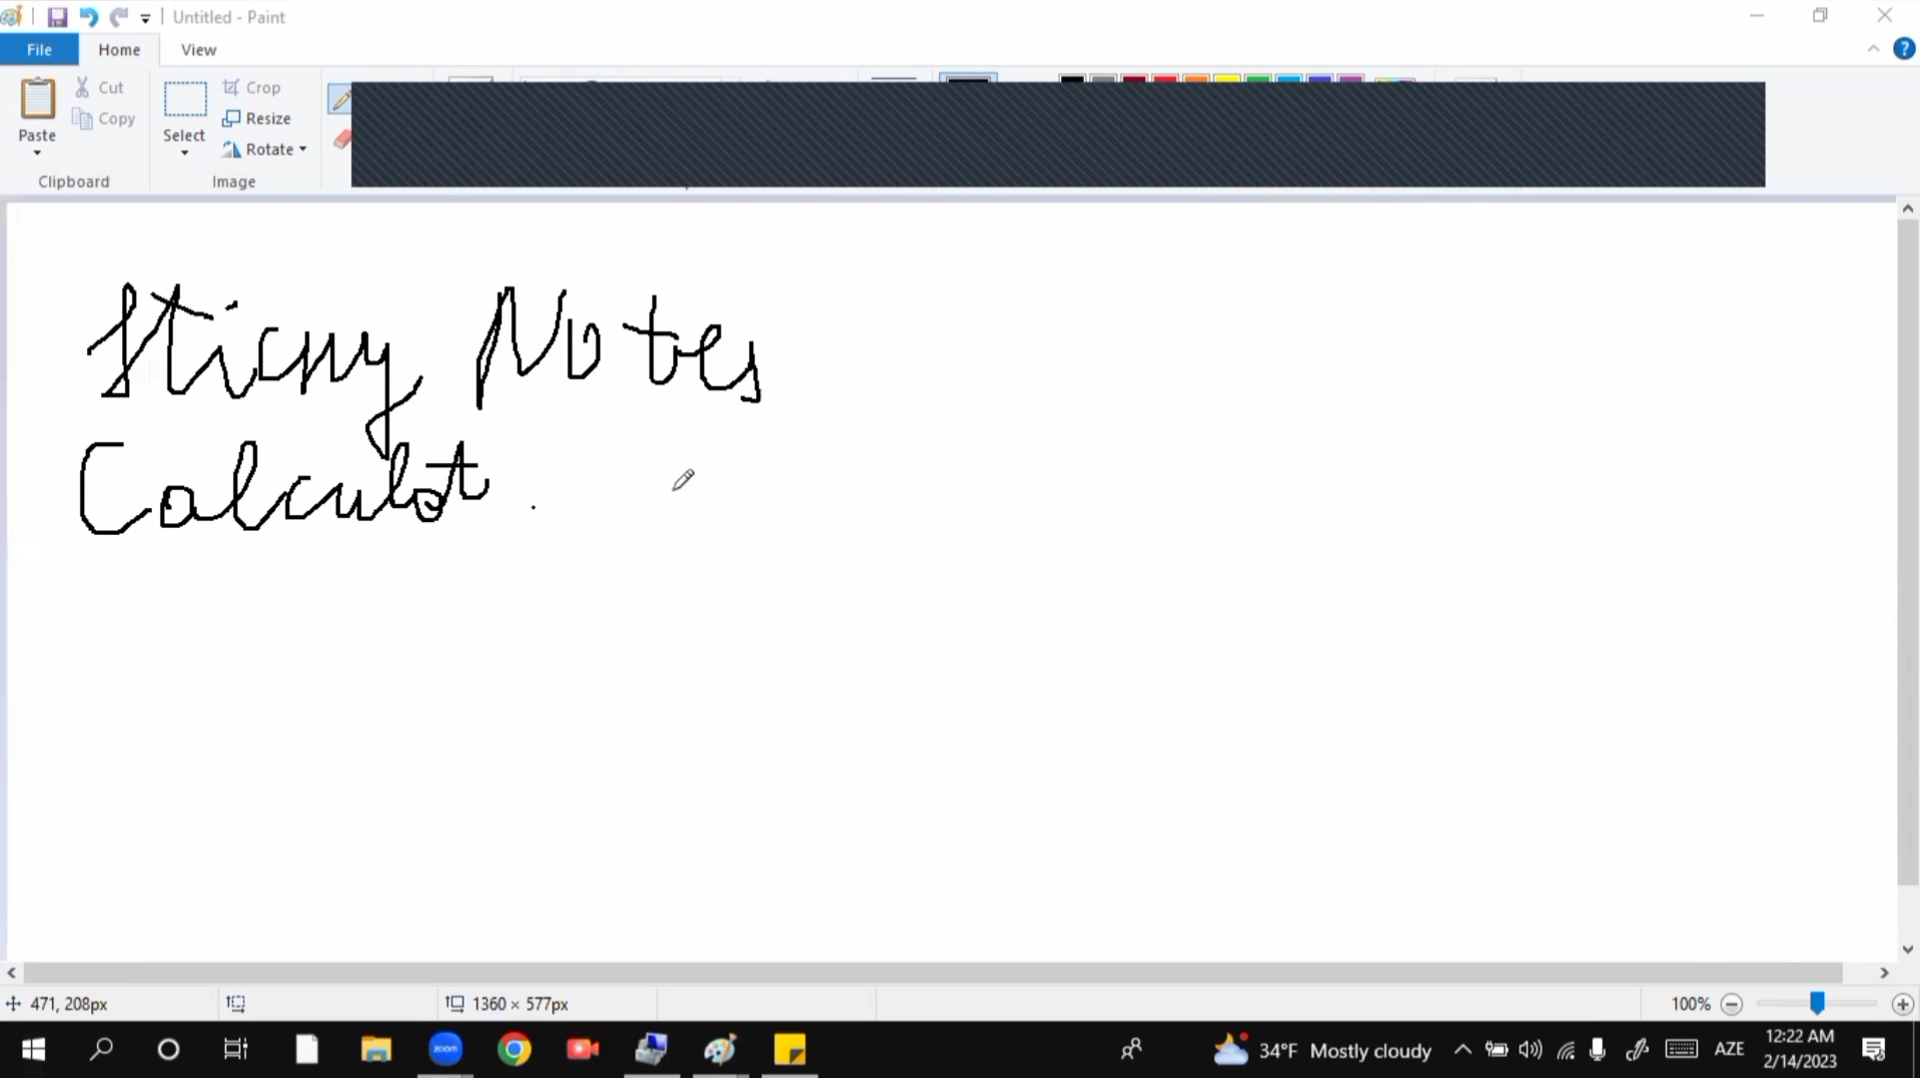 Untitled - Paint
File Home View
Paste Cut Copy Select Crop Resize Rotate
Clipboard Image
Sticky Notes
Calculat .
471, 208px 1360 × 577px 100%
zoom 34°F Mostly cloudy AZE 12:22 AM
2/14/2023